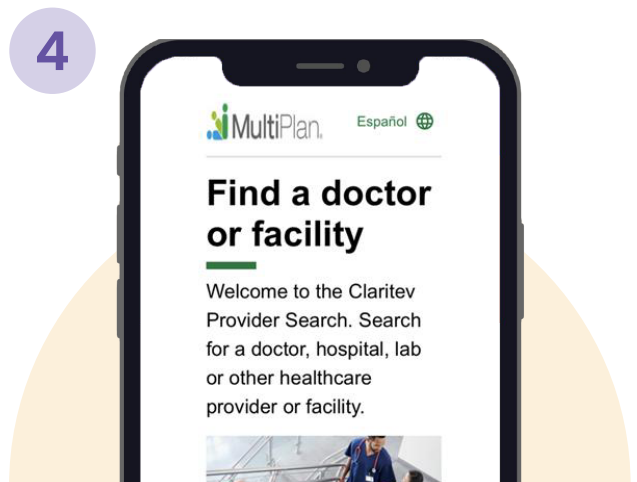 4
MultiPlan.
Español
Find a doctor
or facility
Welcome to the Claritev
Provider Search. Search
for a doctor, hospital, lab
or other healthcare
provider or facility.